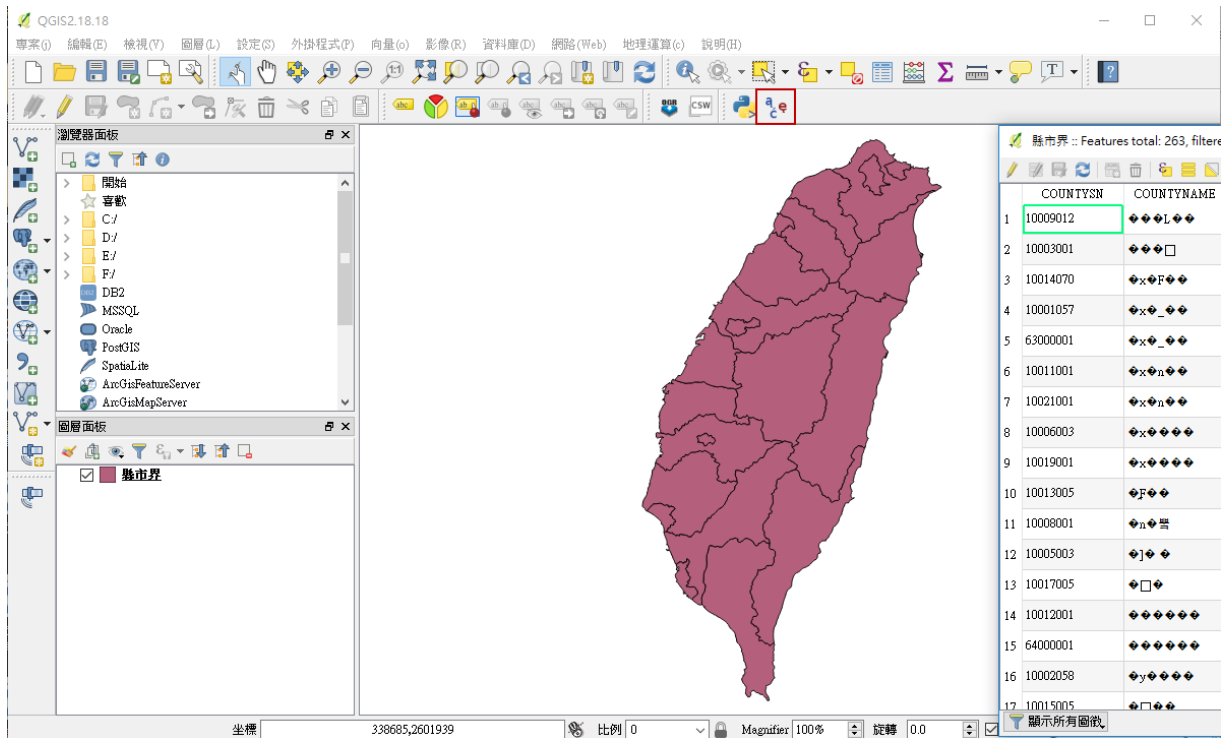 QGIS2.18.18
專案(j) 編輯(E) 檢視(V) 圖層(L) 設定(S) 外掛程式(P) 向量(o) 影像(R) 資料庫(D) 網路(Web) 地理運算(c) 說明(H)
瀏覽器面板
開始
喜歡
C:/
D:/
E:/
F:/
DB2
MSSQL
Oracle
PostGIS
SpatiaLite
ArcGisFeatureServer
ArcGisMapServer
圖層面板
縣市界
縣市界 :: Features total: 263, filtere
COUNTYSN COUNTYNAME
1 10009012 ���L��
2 10003001 ���□
3 10014070 �x�F��
4 10001057 �x�_��
5 63000001 �x�_��
6 10011001 �x�n��
7 10021001 �x�n��
8 10006003 �x����
9 10019001 �x����
10 10013005 �F��
11 10008001 �n�
12 10005003 �]� �
13 10017005 �□�
14 10012001 ������
15 64000001 ������
16 10002058 �y����
17 10015005 �□��
顯示所有圖徵
坐標 338685,2601939 比例 0 Magnifier 100% 旋轉 0.0